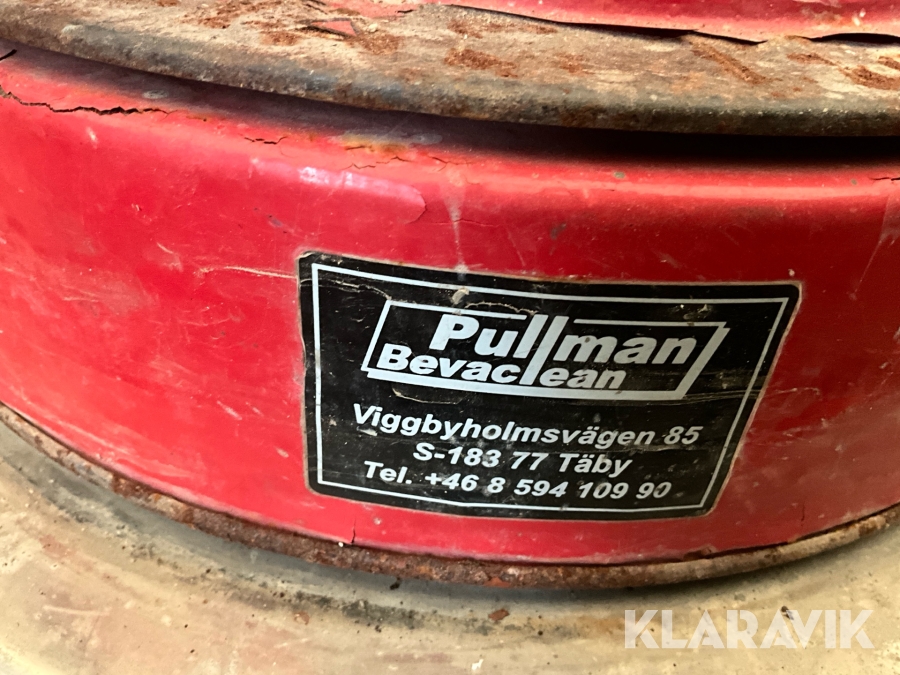 Pullman
Bevaclean
Viggbyholmsvägen 85
S-183 77 Täby
Tel. +46 8 594 109 90
KLARAVIK